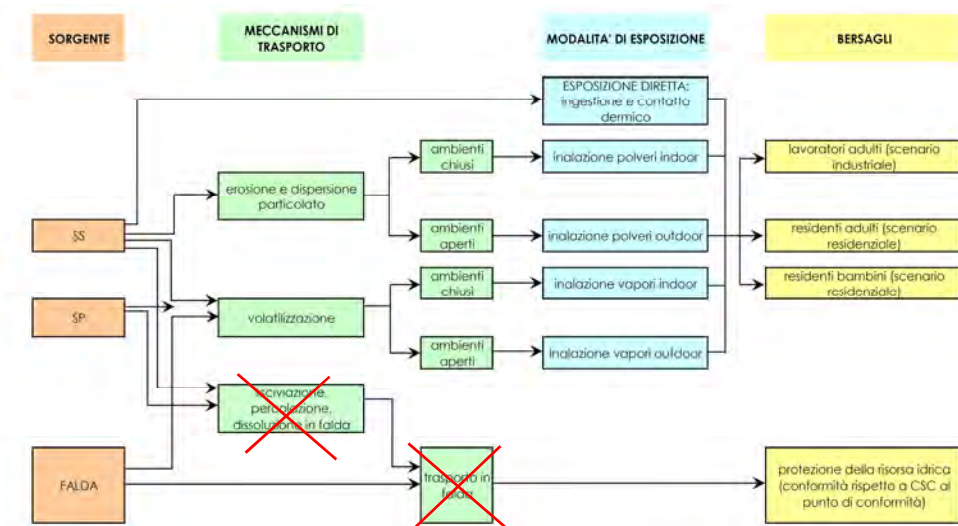 SORGENTE
MECCANISMI DI
TRASPORTO
MODALITA' DI ESPOSIZIONE
BERSAGLI
ESPOSIZIONE DIRETTA:
ingestione e contatto
dermico
ambienti
chiusi
inalazione polveri indoor
lavoratori adulti (scenario
industriale)
erosione e dispersione
particolato
SS
ambienti
aperti
inalazione polveri outdoor
residenti adulti (scenario
residenziale)
ambienti
chiusi
inalazione vapori indoor
residenti bambini (scenario
residenziale)
SP
volatilizzazione
ambienti
aperti
inalazione vapori outdoor
lisciviazione,
percolazione,
dissoluzione in falda
FALDA
trasporto in
falda
protezione della risorsa idrica
(conformità rispetto a CSC al
punto di conformità)